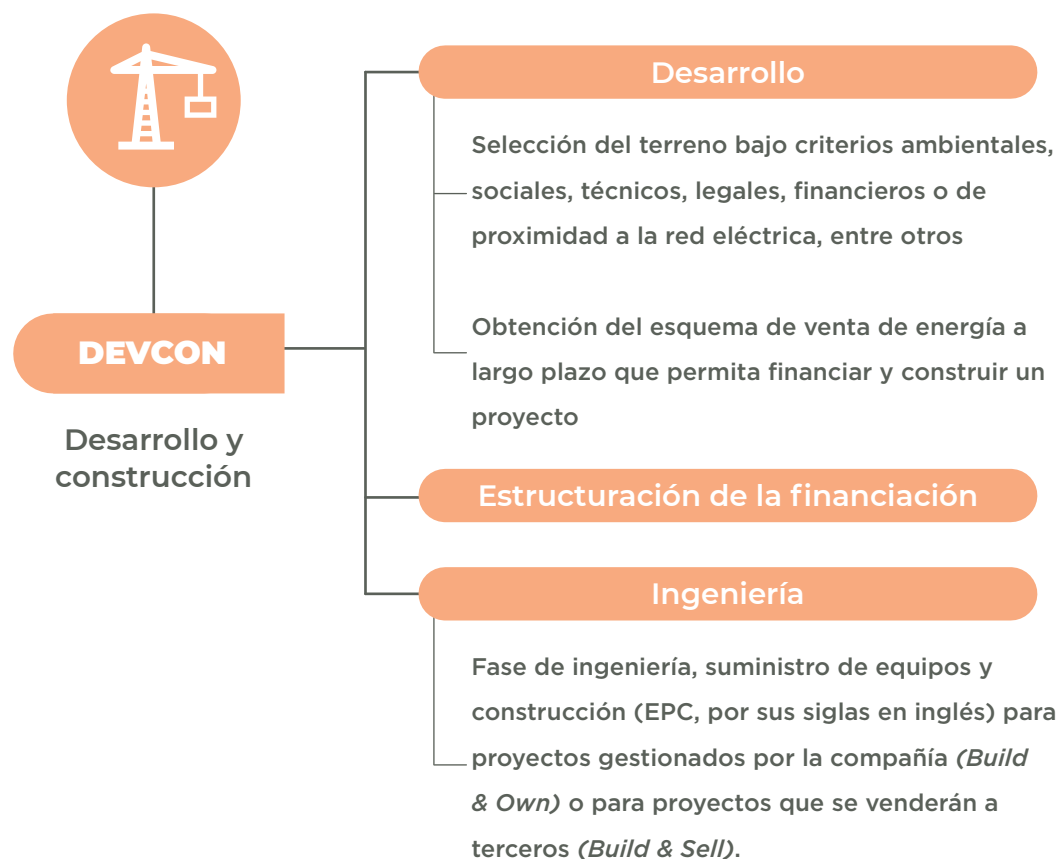 DEVCON
Desarrollo y
construcción
Desarrollo
Selección del terreno bajo criterios ambientales,
sociales, técnicos, legales, financieros o de
proximidad a la red eléctrica, entre otros
Obtención del esquema de venta de energía a
largo plazo que permita financiar y construir un
proyecto
Estructuración de la financiación
Ingeniería
Fase de ingeniería, suministro de equipos y
construcción (EPC, por sus siglas en inglés) para
proyectos gestionados por la compañía (Build
& Own) o para proyectos que se venderán a
terceros (Build & Sell).